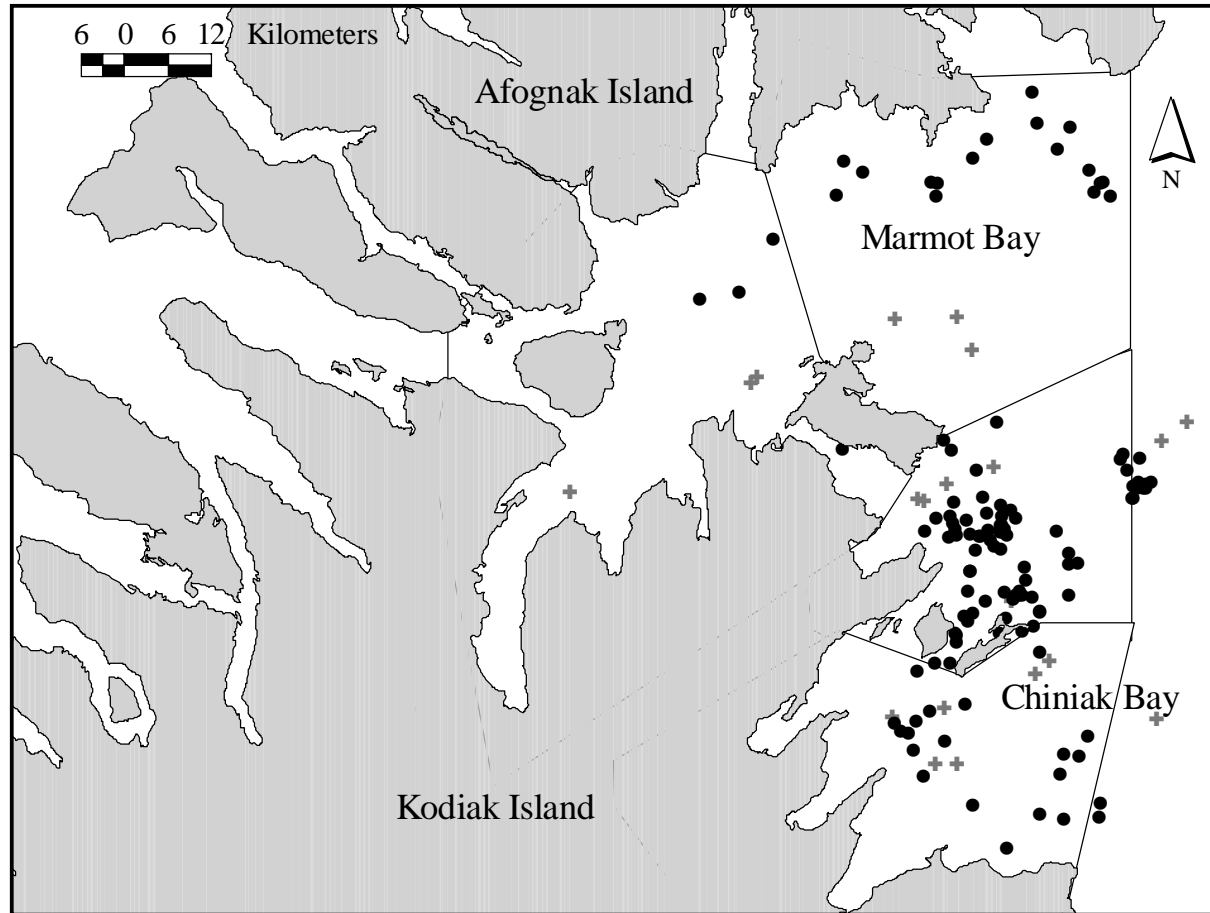 6 0 6 12 Kilometers
Afognak Island
N
Marmot Bay
Chiniak Bay
Kodiak Island